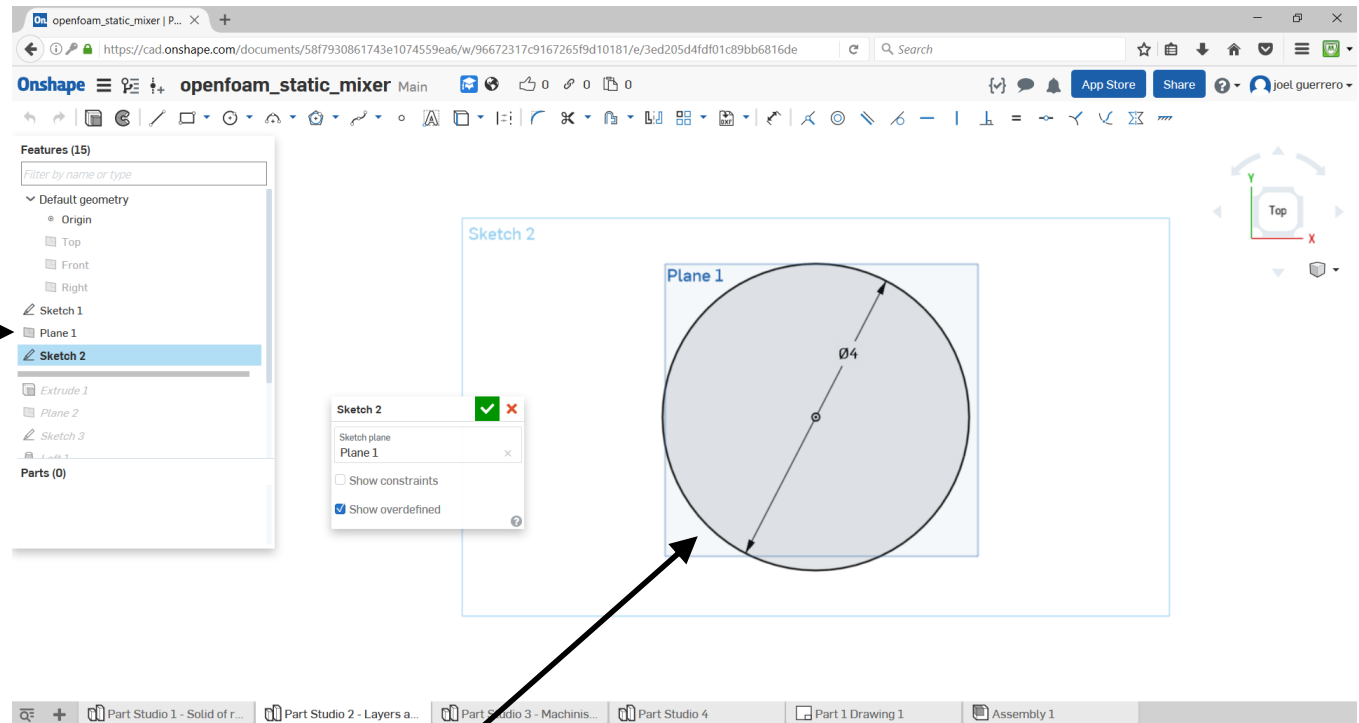 On. openfoam_static_mixer | P... × +
https://cad.onshape.com/documents/58f7930861743e1074559ea6/w/96672317c9167265f9d10181/e/3ed205d4fdf01c89bb6816de
Search
Onshape openfoam_static_mixer Main 0 0 0 App Store Share joel guerrero
Features (15)
Filter by name or type
Default geometry
Origin
Top
Front
Right
Sketch 1
Plane 1
Sketch 2
Extrude 1
Plane 2
Sketch 3
Loft 1
Parts (0)
Sketch 2
Sketch plane
Plane 1
Show constraints
Show overdefined
Sketch 2
Plane 1
Ø4
Y
Top
X
Part Studio 1 - Solid of r...
Part Studio 2 - Layers a...
Part Studio 3 - Machinis...
Part Studio 4
Part 1 Drawing 1
Assembly 1